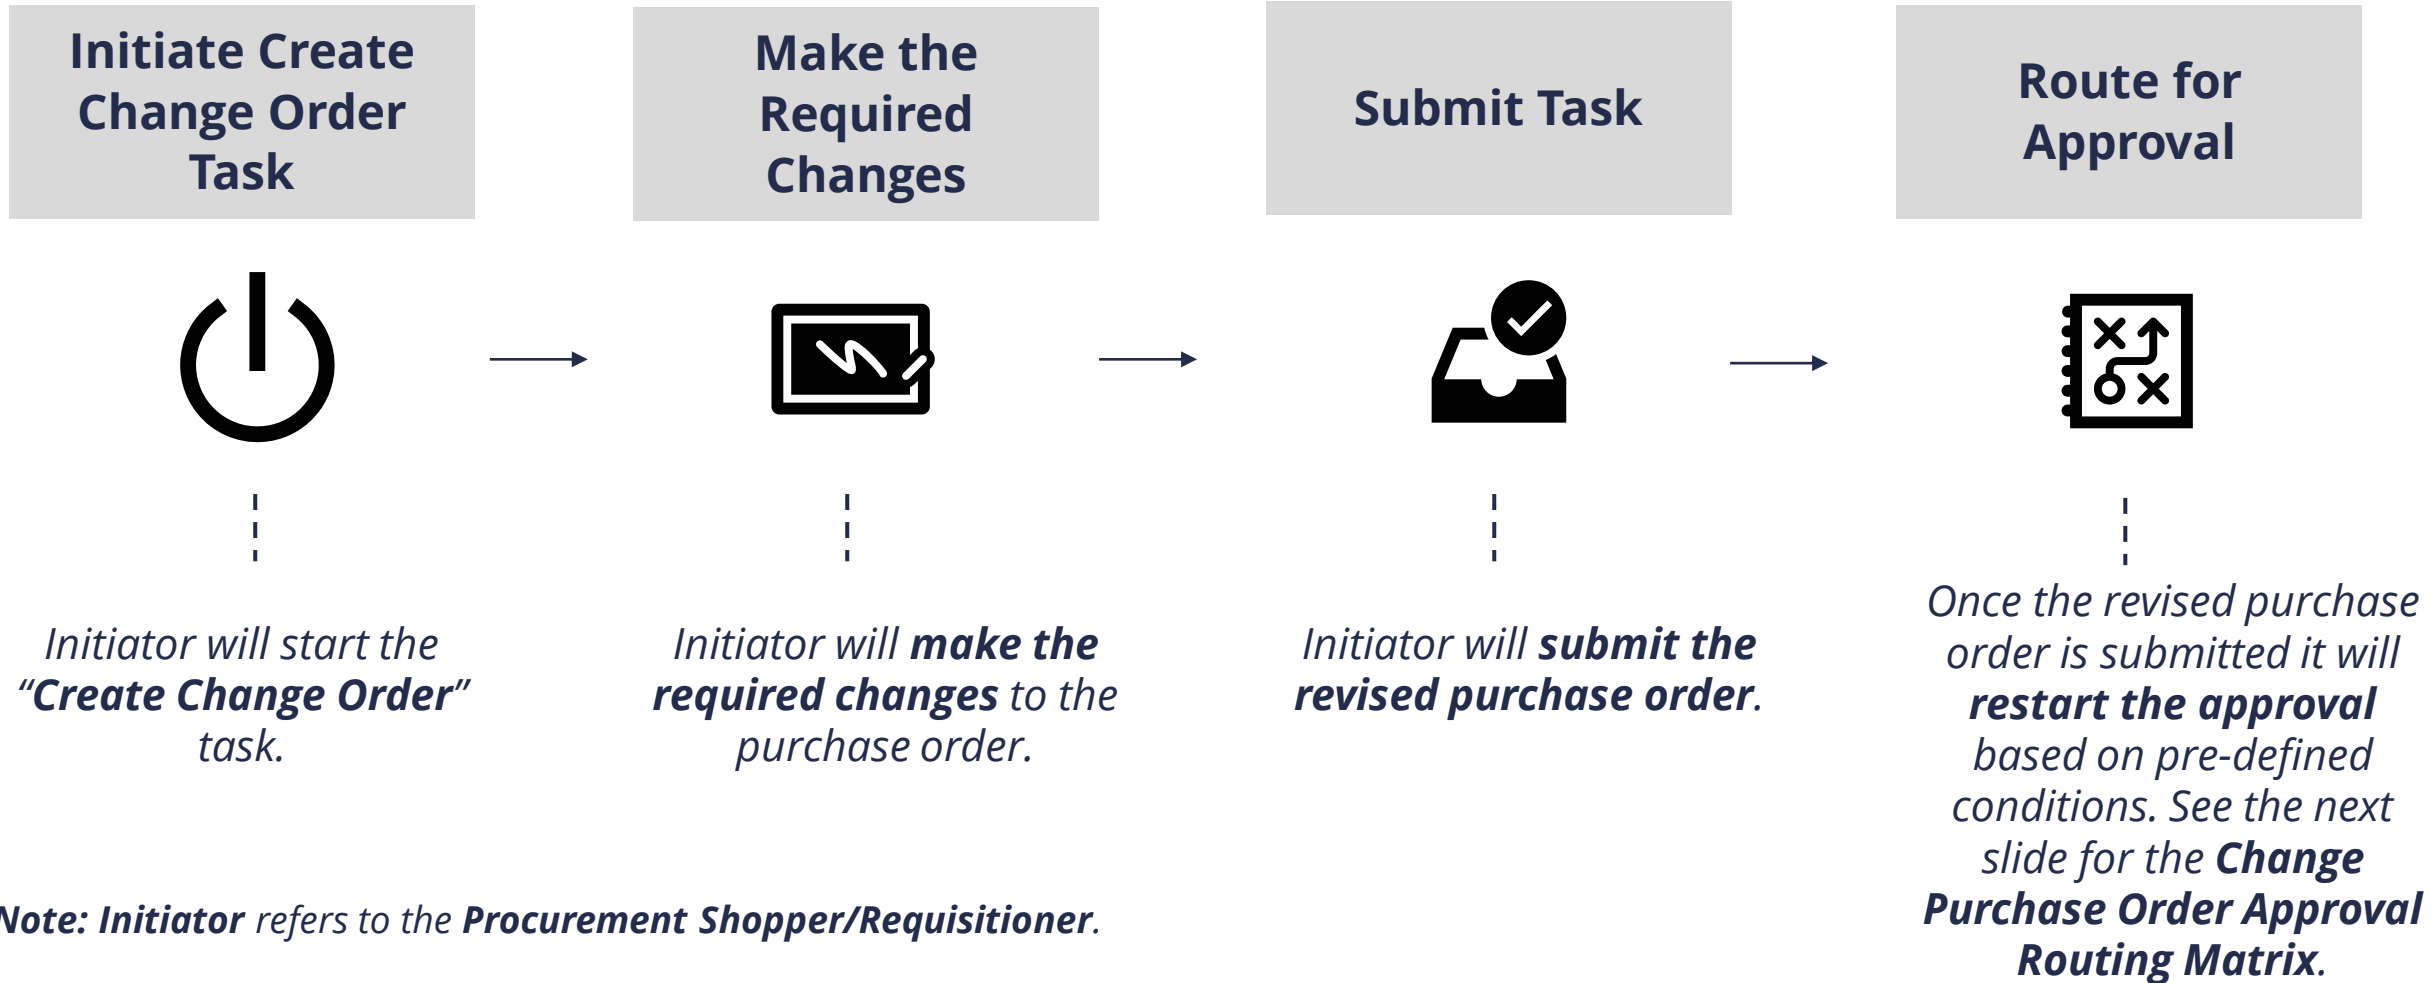 Initiate Create
Change Order
Task
Make the
Required
Changes
Submit Task
Route for
Approval
Initiator will start the
“Create Change Order”
task.
Initiator will make the
required changes to the
purchase order.
Initiator will submit the
revised purchase order.
Once the revised purchase
order is submitted it will
restart the approval
based on pre-defined
conditions. See the next
slide for the Change
Purchase Order Approval
Routing Matrix.
Note: Initiator refers to the Procurement Shopper/Requisitioner.